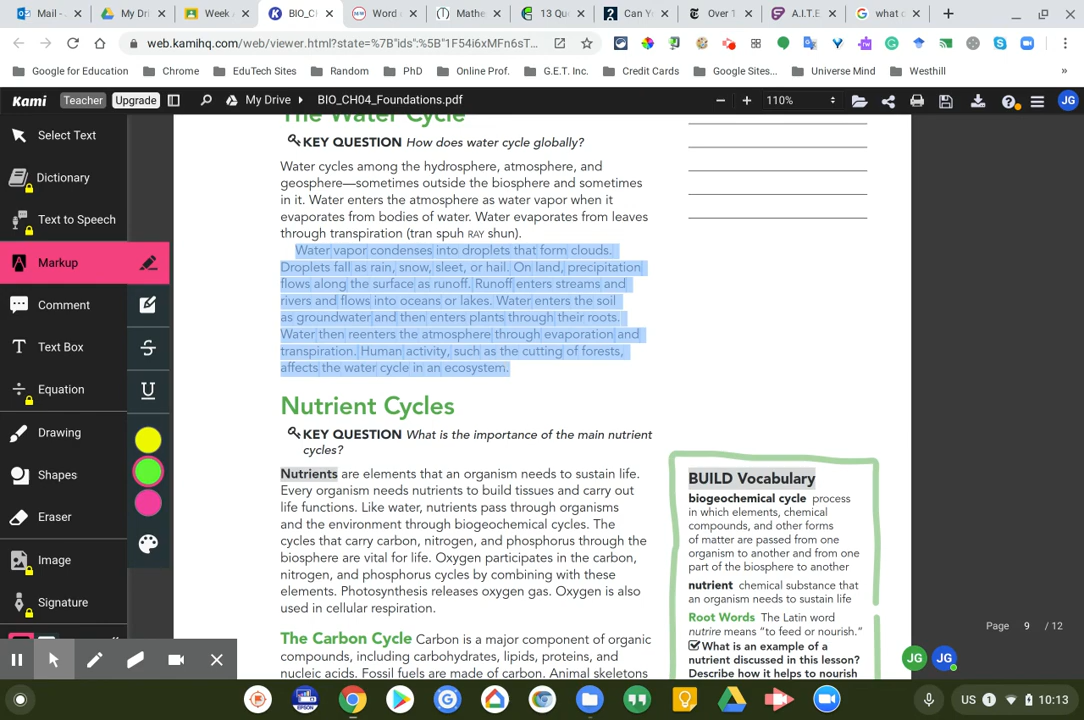 Mail -
My Dri
Week
BIO_CH
Word
Mathe
13 Qu
Can Yo
Over 1
A.I.T.E
what c
web.kamihq.com/web/viewer.html?state=%7B"ids":%5B"1F54i6xMFn6sT...
Google for Education
Chrome
EduTech Sites
Random
PhD
Online Prof.
G.E.T. Inc.
Credit Cards
Google Sites...
Universe Mind
Westhill
»
Kami
Teacher
Upgrade
My Drive
BIO_CH04_Foundations.pdf
110%
JG
Select Text
Dictionary
Text to Speech
Markup
Comment
Text Box
Equation
Drawing
Shapes
Eraser
Image
Signature
The Water Cycle
KEY QUESTION How does water cycle globally?
Water cycles among the hydrosphere, atmosphere, and
geosphere—sometimes outside the biosphere and sometimes
in it. Water enters the atmosphere as water vapor when it
evaporates from bodies of water. Water evaporates from leaves
through transpiration (tran spuh RAY shun).
Water vapor condenses into droplets that form clouds.
Droplets fall as rain, snow, sleet, or hail. On land, precipitation
flows along the surface as runoff. Runoff enters streams and
rivers and flows into oceans or lakes. Water enters the soil
as groundwater and then enters plants through their roots.
Water then reenters the atmosphere through evaporation and
transpiration. Human activity, such as the cutting of forests,
affects the water cycle in an ecosystem.
Nutrient Cycles
KEY QUESTION What is the importance of the main nutrient
cycles?
Nutrients are elements that an organism needs to sustain life.
Every organism needs nutrients to build tissues and carry out
life functions. Like water, nutrients pass through organisms
and the environment through biogeochemical cycles. The
cycles that carry carbon, nitrogen, and phosphorus through the
biosphere are vital for life. Oxygen participates in the carbon,
nitrogen, and phosphorus cycles by combining with these
elements. Photosynthesis releases oxygen gas. Oxygen is also
used in cellular respiration.
The Carbon Cycle Carbon is a major component of organic
compounds, including carbohydrates, lipids, proteins, and
nucleic acids. Fossil fuels are made of carbon. Animal skeletons
BUILD Vocabulary
biogeochemical cycle process
in which elements, chemical
compounds, and other forms
of matter are passed from one
organism to another and from one
part of the biosphere to another
nutrient chemical substance that
an organism needs to sustain life
Root Words The Latin word
nutrire means “to feed or nourish.”
What is an example of a
nutrient discussed in this lesson?
Describe how it helps to nourish
Page 9 / 12
JG
JG
EPSON
US
1
10:13